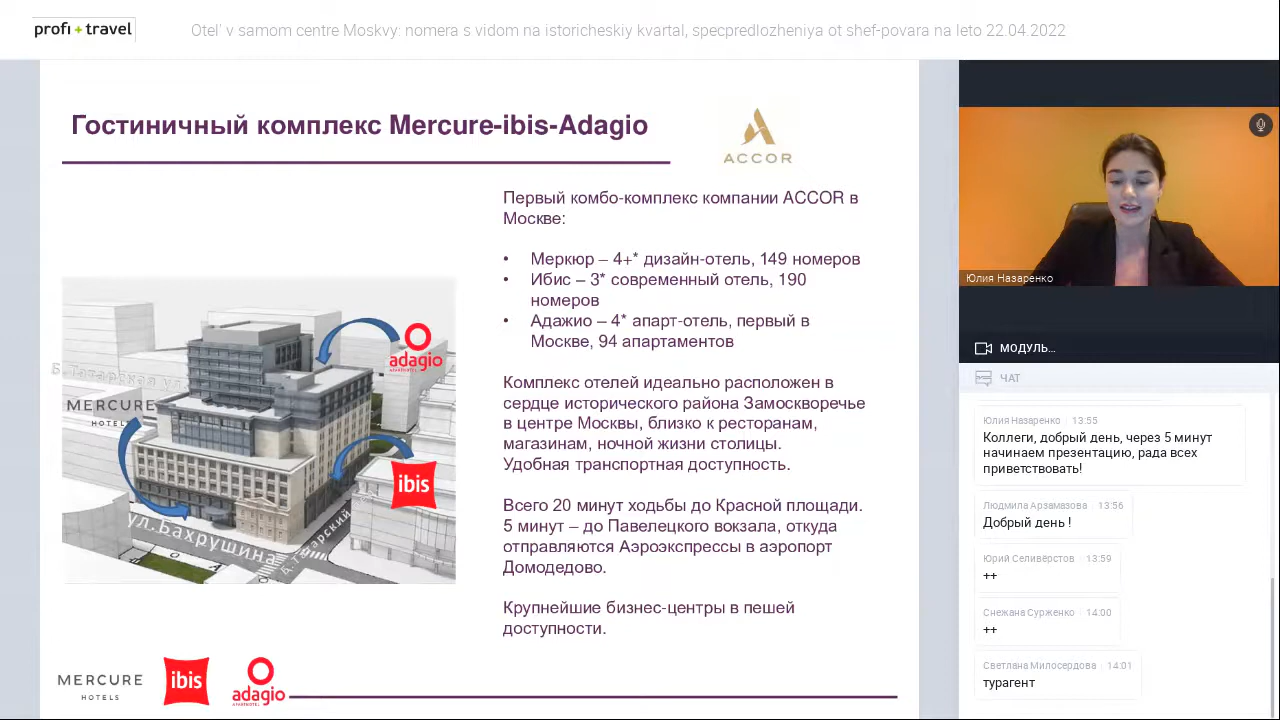 profi + travel
Otel' v samom centre Moskvy: nomera s vidom na istoricheskiy kvartal, specpredlozheniya ot shef-povara na leto 22.04.2022
Гостиничный комплекс Mercure-ibis-Adagio
ACCOR
Первый комбо-комплекс компании ACCOR в
Москве:
• Меркюр – 4+* дизайн-отель, 149 номеров
• Ибис – 3* современный отель, 190
номеров
• Адажио – 4* апарт-отель, первый в
Москве, 94 апартаментов
Комплекс отелей идеально расположен в
сердце исторического района Замоскворечье
в центре Москвы, близко к ресторанам,
магазинам, ночной жизни столицы.
Удобная транспортная доступность.
Всего 20 минут ходьбы до Красной площади.
5 минут – до Павелецкого вокзала, откуда
отправляются Аэроэкспрессы в аэропорт
Домодедово.
Крупнейшие бизнес-центры в пешей
доступности.
Б. Татарская ул.
adagio
APARTHOTEL
MERCURE
HOTELS
ibis
ул.Бахрушина
Б.Татарский
MERCURE
HOTELS
ibis
adagio
APARTHOTEL
Юлия Назаренко
МОДУЛЬ...
ЧАТ
Юлия Назаренко 13:55
Коллеги, добрый день, через 5 минут
начинаем презентацию, рада всех
приветствовать!
Людмила Арзамазова 13:56
Добрый день !
Юрий Селивёрстов 13:59
++
Снежана Сурженко 14:00
++
Светлана Милосердова 14:01
турагент